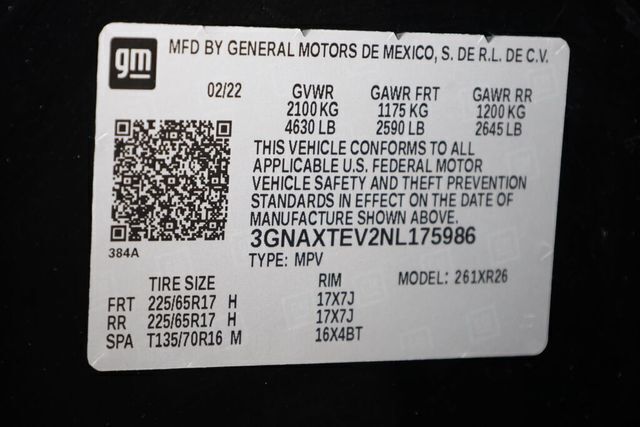 gm MFD BY GENERAL MOTORS DE MEXICO, S. DE R.L. DE C.V.
02/22 GVWR GAWR FRT GAWR RR
2100 KG 1175 KG 1200 KG
4630 LB 2590 LB 2645 LB
THIS VEHICLE CONFORMS TO ALL
APPLICABLE U.S. FEDERAL MOTOR
VEHICLE SAFETY AND THEFT PREVENTION
STANDARDS IN EFFECT ON THE DATE OF
MANUFACTURE SHOWN ABOVE.
3GNAXTEV2NL175986
384A
TYPE: MPV
TIRE SIZE RIM MODEL: 261XR26
FRT 225/65R17 H 17X7J
RR 225/65R17 H 17X7J
SPA T135/70R16 M 16X4BT